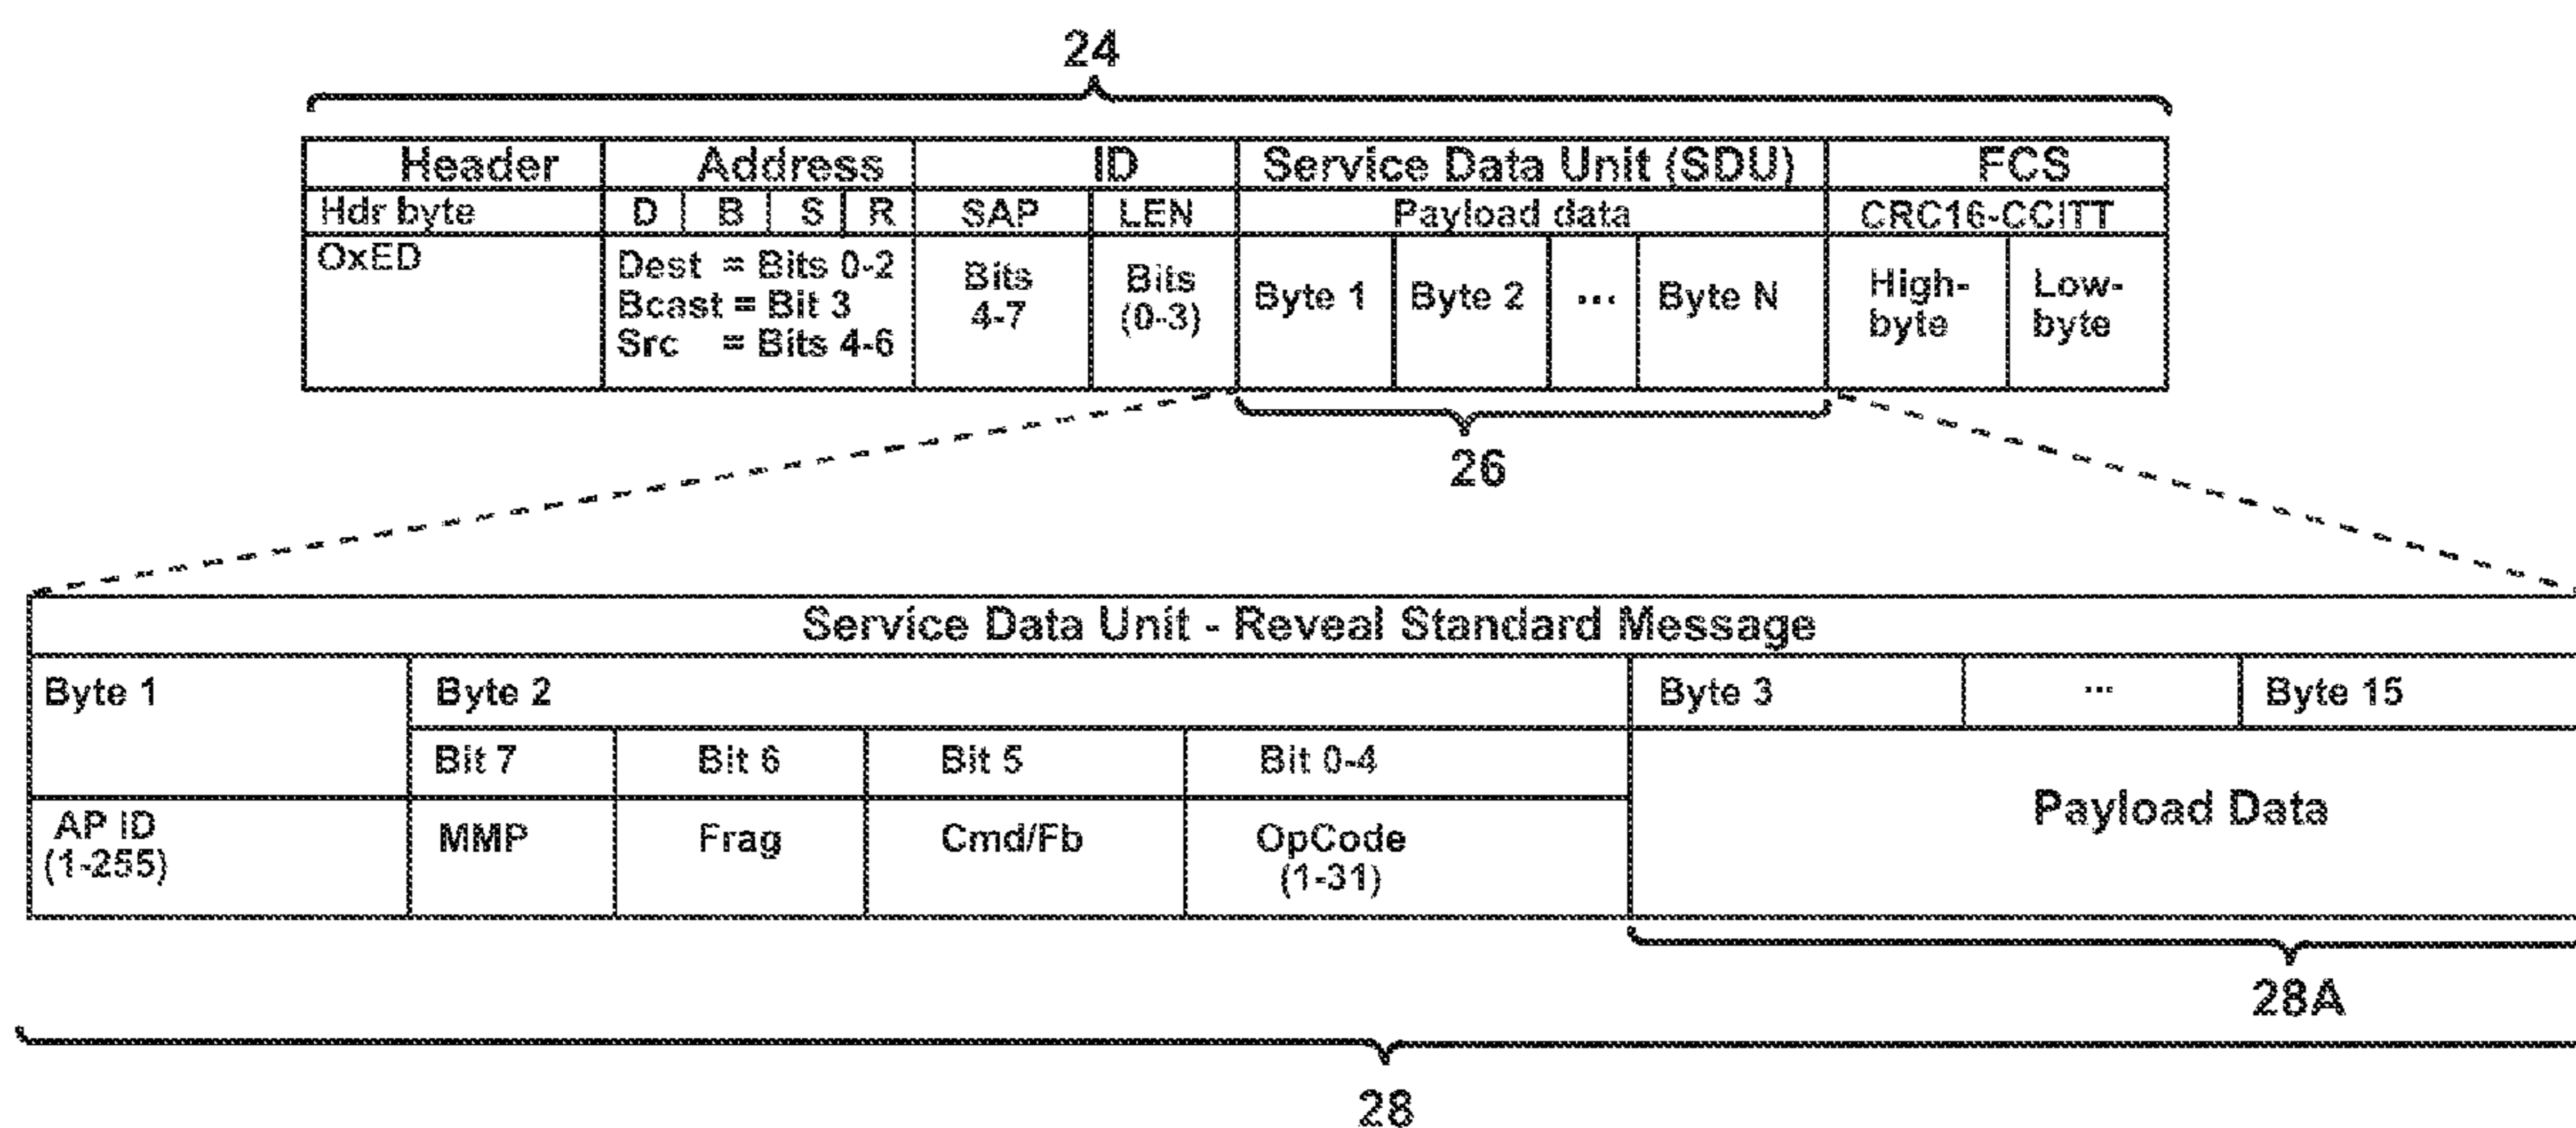 24
Header Address ID Service Data Unit (SDU) FCS
Hdr byte D B S R SAP LEN Payload data CRC16-CCITT
OxED
Dest = Bits 0-2
Bcast = Bit 3
Src = Bits 4-6
Bits
4-7
Bits
(0-3)
Byte 1 Byte 2 ... Byte N
High-
byte
Low-
byte
26
Service Data Unit - Reveal Standard Message
Byte 1 Byte 2 Byte 3 ... Byte 15
Bit 7 Bit 6 Bit 5 Bit 0-4
AP ID
(1-255)
MMP Frag Cmd/Fb
OpCode
(1-31)
Payload Data
28A
28